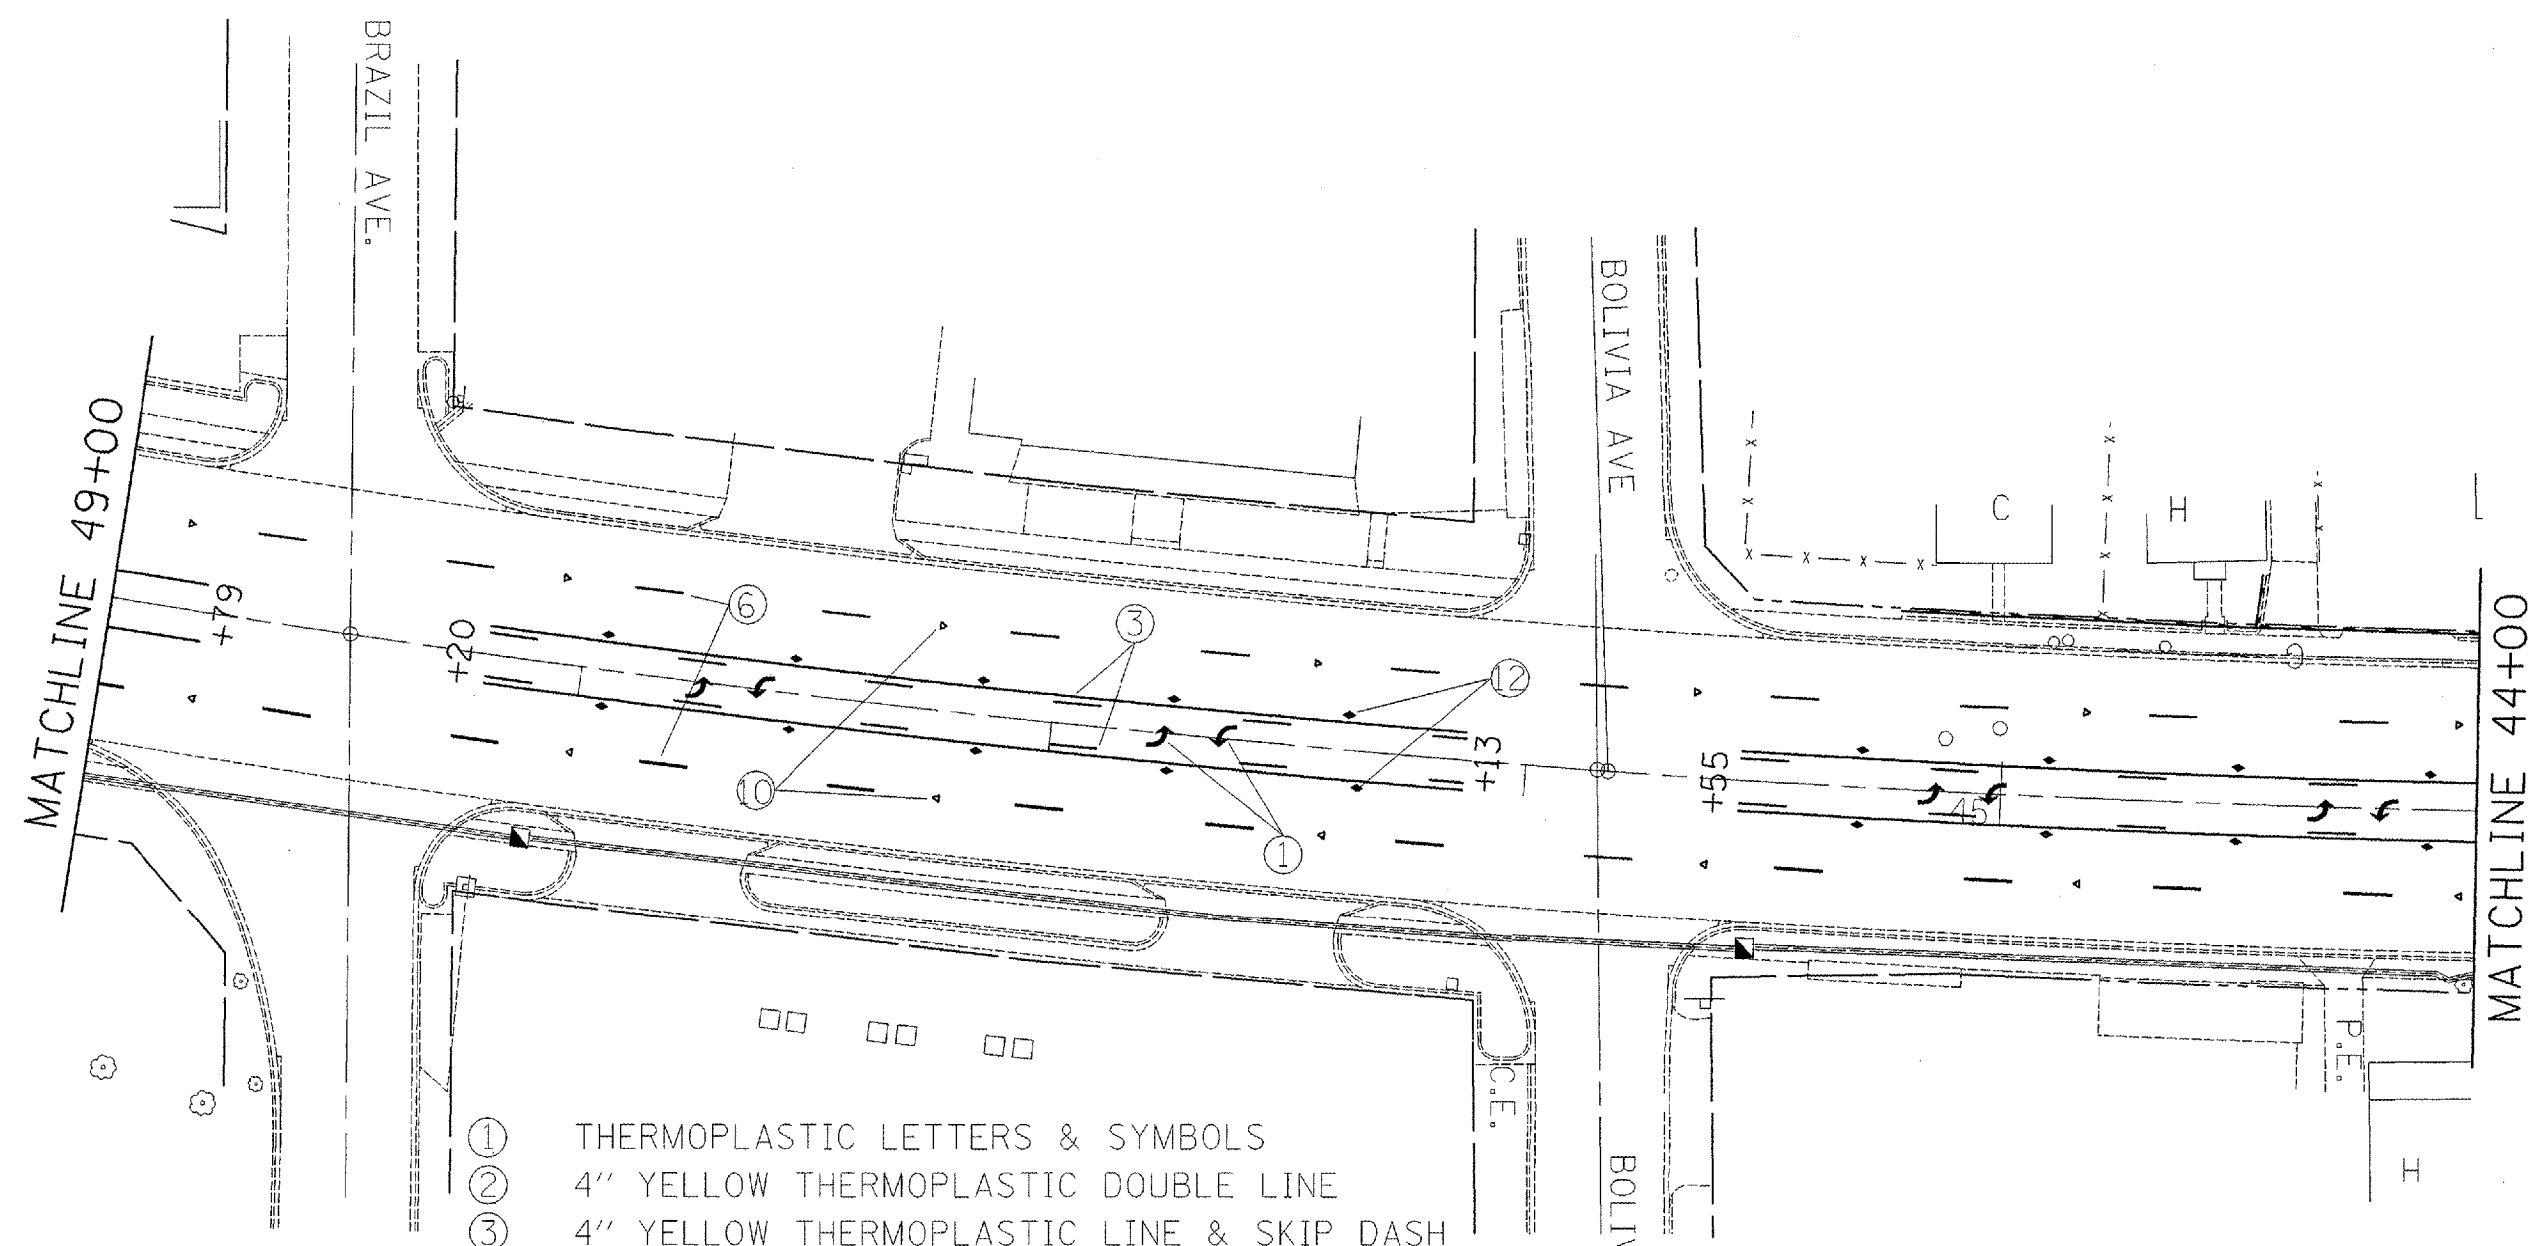 BRAZIL AVE.
BOLIVIA AVE
MATCHLINE 49+00
+79
+20
6
3
12
C
H
+13
+55
45
10
1
MATCHLINE 44+00
P.E.
C.E.
H
BOLIV
1 THERMOPLASTIC LETTERS & SYMBOLS
2 4" YELLOW THERMOPLASTIC DOUBLE LINE
3 4" YELLOW THERMOPLASTIC LINE & SKIP DASH